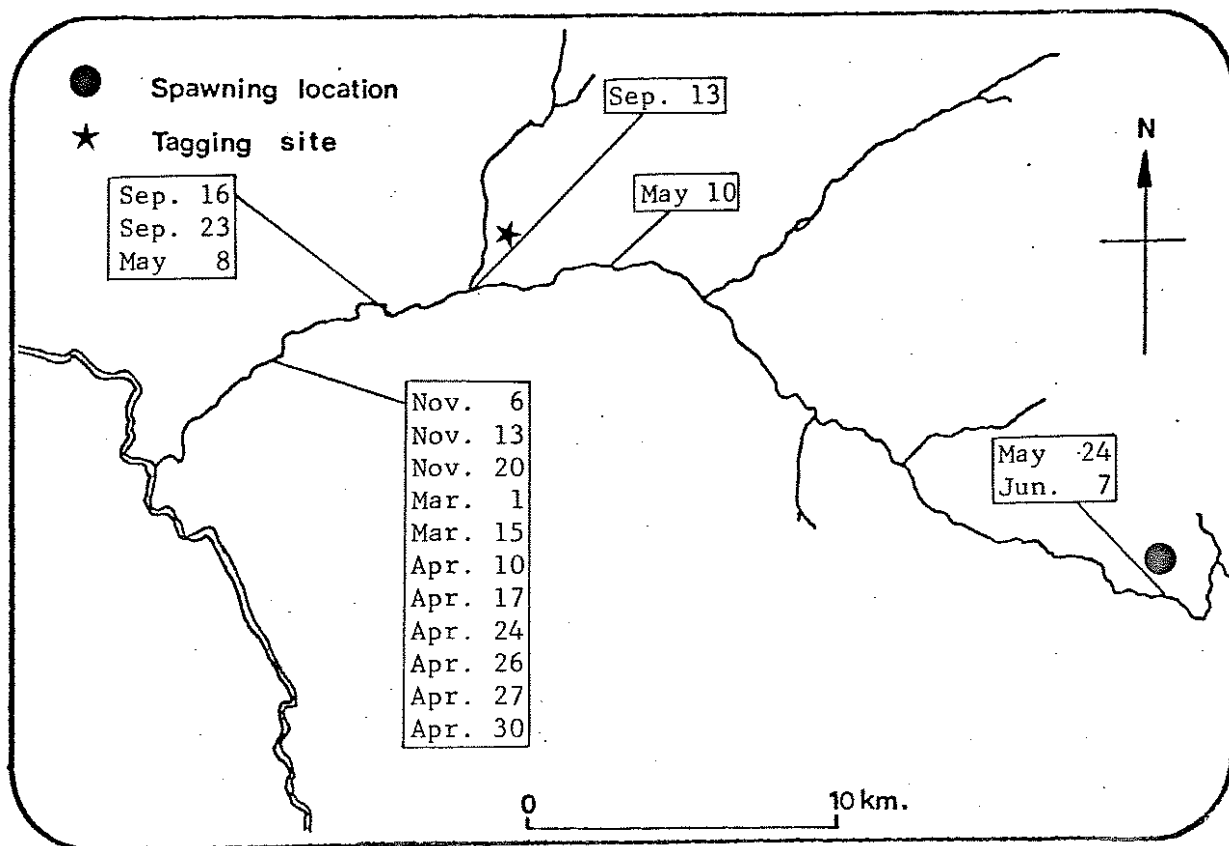 Spawning location
Tagging site
Sep. 13
N
May 10
Sep. 16
Sep. 23
May 8
Nov. 6
Nov. 13
Nov. 20
Mar. 1
Mar. 15
Apr. 10
Apr. 17
Apr. 24
Apr. 26
Apr. 27
Apr. 30
May 24
Jun. 7
0 10 km.